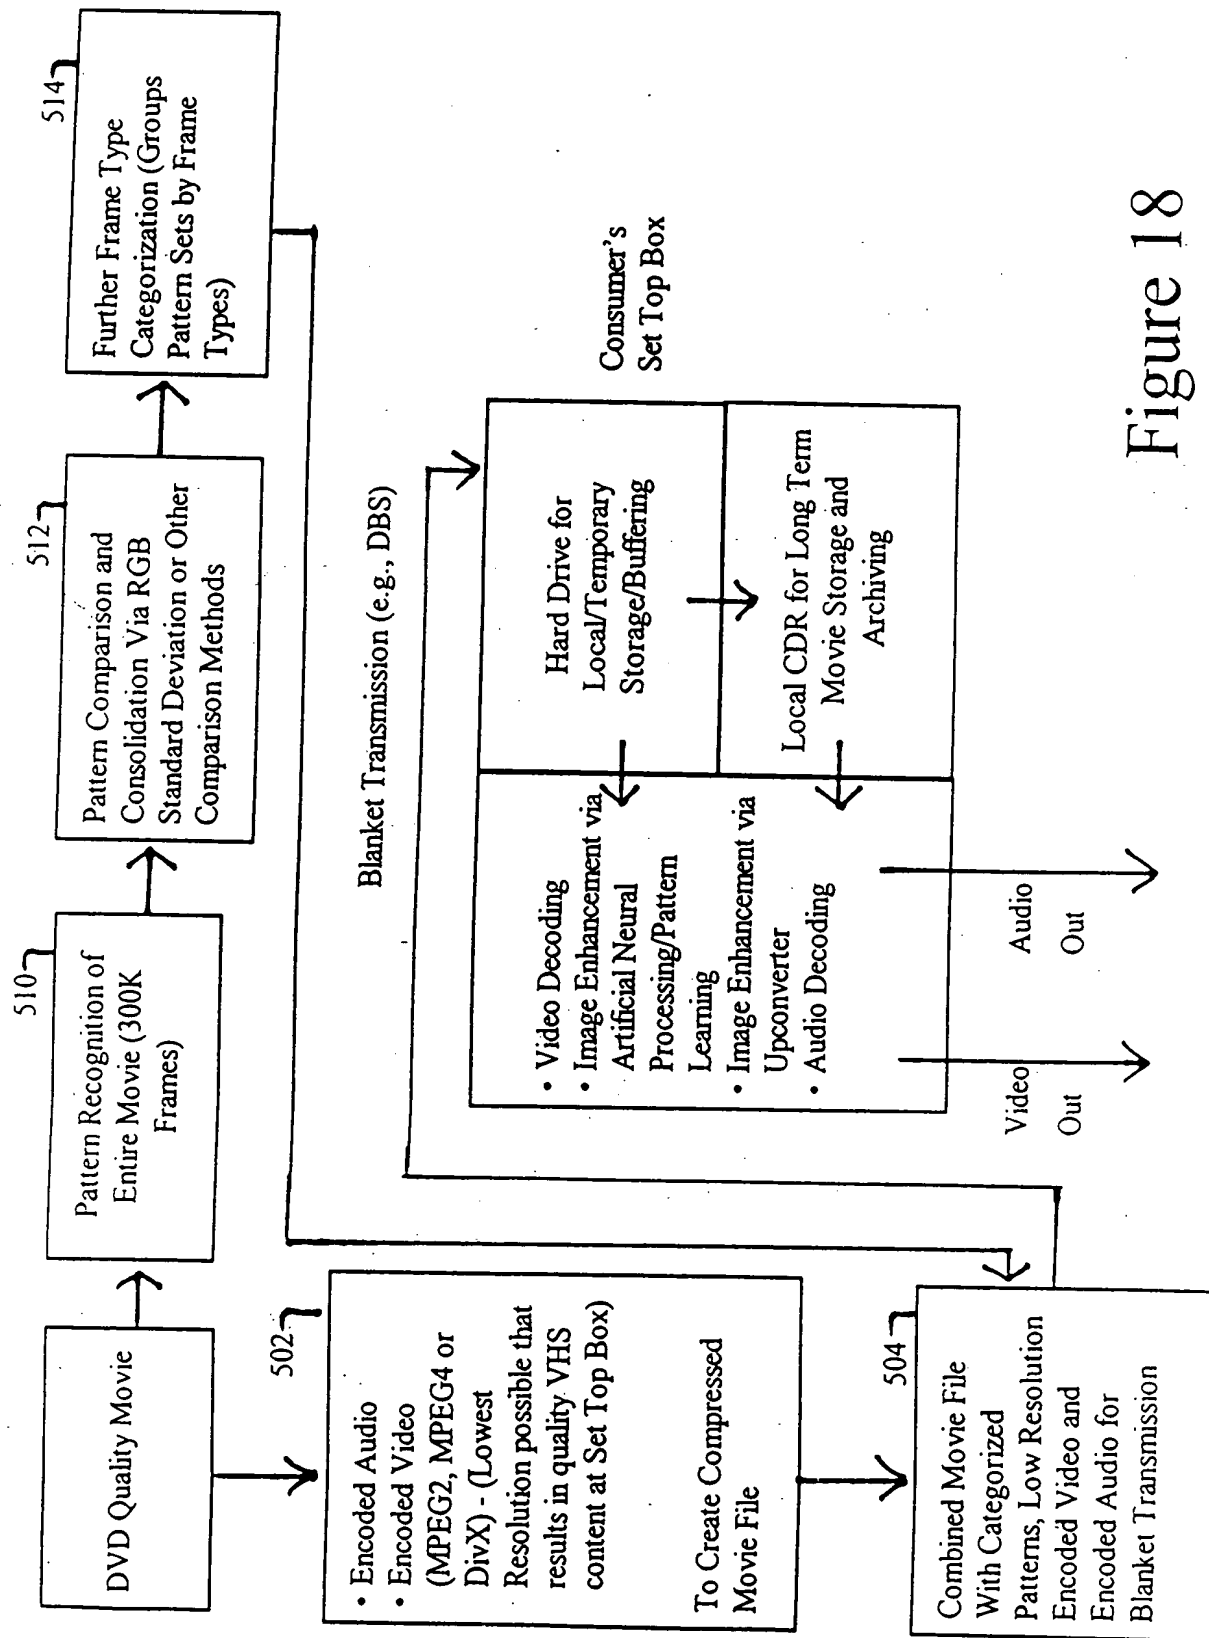 DVD Quality Movie
510
Pattern Recognition of
Entire Movie (300K
Frames)
512
Pattern Comparison and
Consolidation Via RGB
Standard Deviation or Other
Comparison Methods
514
Further Frame Type
Categorization (Groups
Pattern Sets by Frame
Types)
502
• Encoded Audio
• Encoded Video
(MPEG2, MPEG4 or
DivX) - (Lowest
Resolution possible that
results in quality VHS
content at Set Top Box)
To Create Compressed
Movie File
504
Combined Movie File
With Categorized
Patterns, Low Resolution
Encoded Video and
Encoded Audio for
Blanket Transmission
Blanket Transmission (e.g., DBS)
• Video Decoding
• Image Enhancement via
Artificial Neural
Processing/Pattern
Learning
• Image Enhancement via
Upconverter
• Audio Decoding
Hard Drive for
Local/Temporary
Storage/Buffering
Local CDR for Long Term
Movie Storage and
Archiving
Consumer's
Set Top Box
Video
Out
Audio
Out
Figure 18